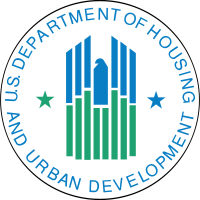 U.S. DEPARTMENT OF HOUSING
AND URBAN DEVELOPMENT